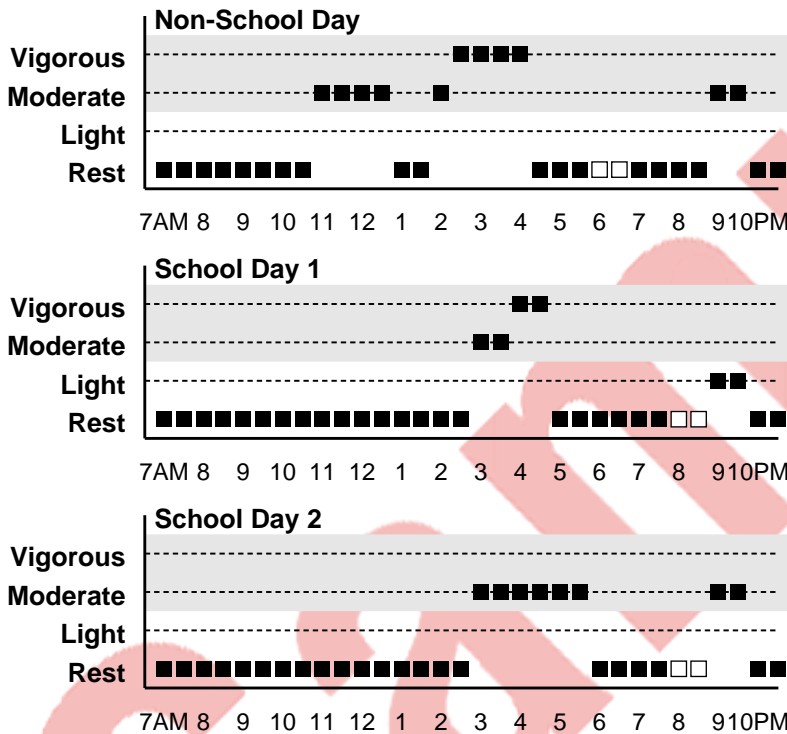 Non-School Day
Vigorous
Moderate
Light
Rest
7AM 8 9 10 11 12 1 2 3 4 5 6 7 8 910PM
School Day 1
Vigorous
Moderate
Light
Rest
7AM 8 9 10 11 12 1 2 3 4 5 6 7 8 910PM
School Day 2
Vigorous
Moderate
Light
Rest
7AM 8 9 10 11 12 1 2 3 4 5 6 7 8 910PM